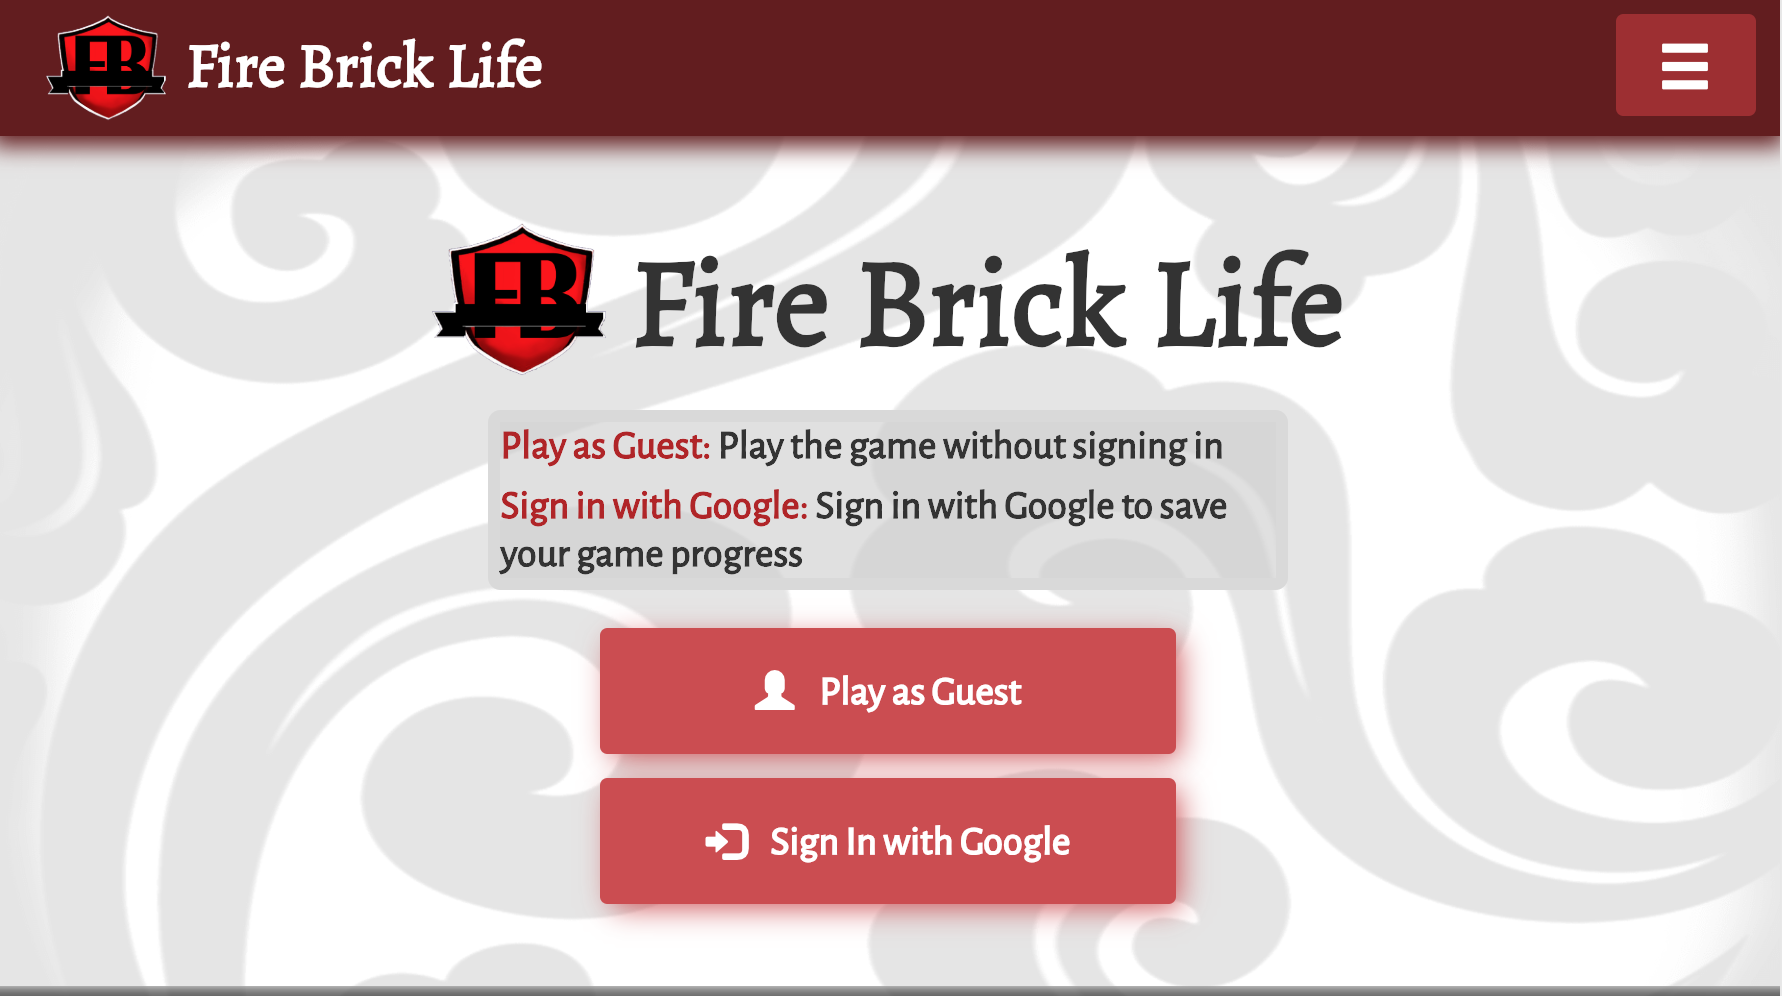 FB Fire Brick Life
FB Fire Brick Life
Play as Guest: Play the game without signing in
Sign in with Google: Sign in with Google to save
your game progress
Play as Guest
Sign In with Google